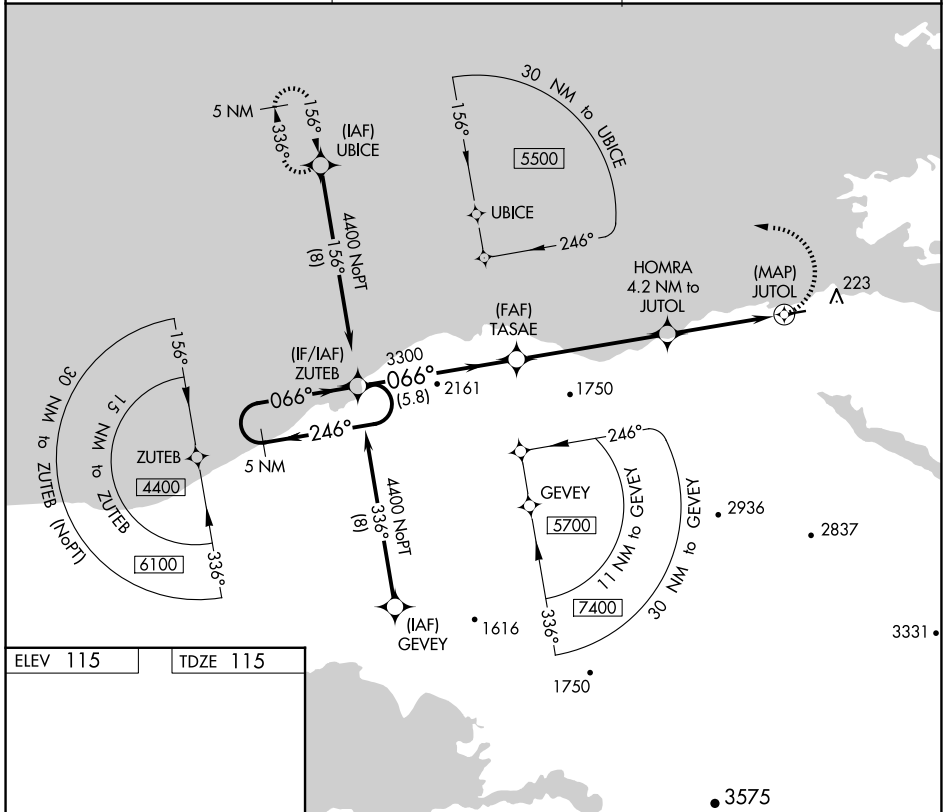 5 NM
156°
336°
(IAF)
UBICE
4400 NoPT
156°
(8)
30 NM to UBICE
156°
5500
UBICE
246°
HOMRA
4.2 NM to
JUTOL
(MAP)
JUTOL
223
(FAF)
TASAE
(IF/IAF)
ZUTEB
3300
066°
(5.8)
2161
1750
066°
246°
5 NM
156°
30 NM to ZUTEB (NoPT)
15 NM to ZUTEB
ZUTEB
4400
6100
336°
4400 NoPT
336°
(8)
(IAF)
GEVEY
246°
GEVEY
5700
11 NM to GEVEY
7400
30 NM to GEVEY
336°
2936
2837
1616
3331
1750
ELEV 115
TDZE 115
3575